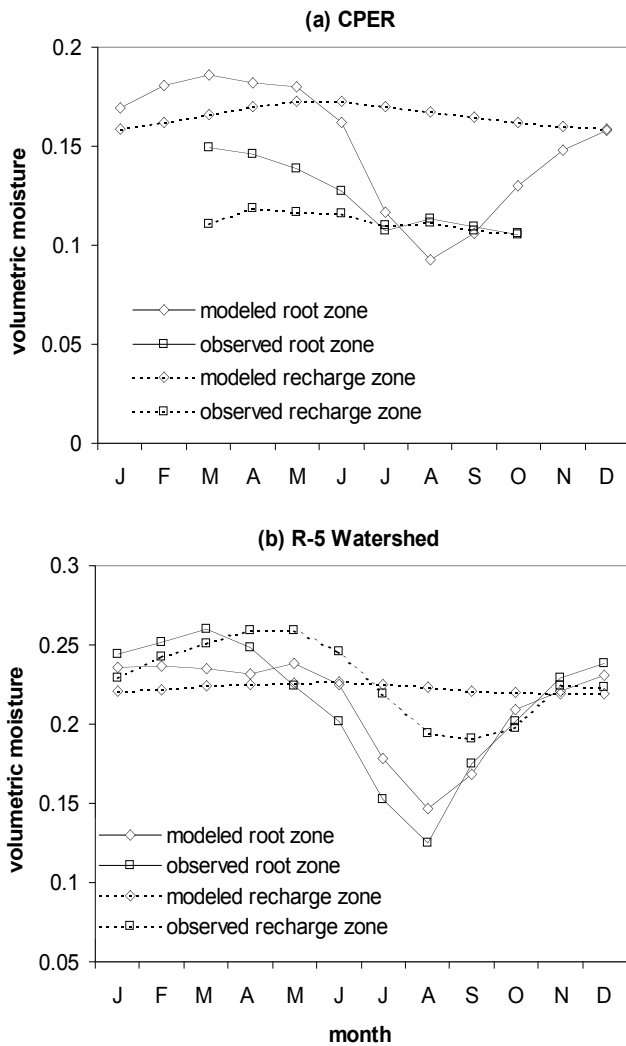 (a) CPER
volumetric moisture
0.2
0.15
0.1
0.05
0
modeled root zone
observed root zone
modeled recharge zone
observed recharge zone
J F M A M J J A S O N D
(b) R-5 Watershed
volumetric moisture
0.3
0.25
0.2
0.15
0.1
0.05
modeled root zone
observed root zone
modeled recharge zone
observed recharge zone
J F M A M J J A S O N D
month